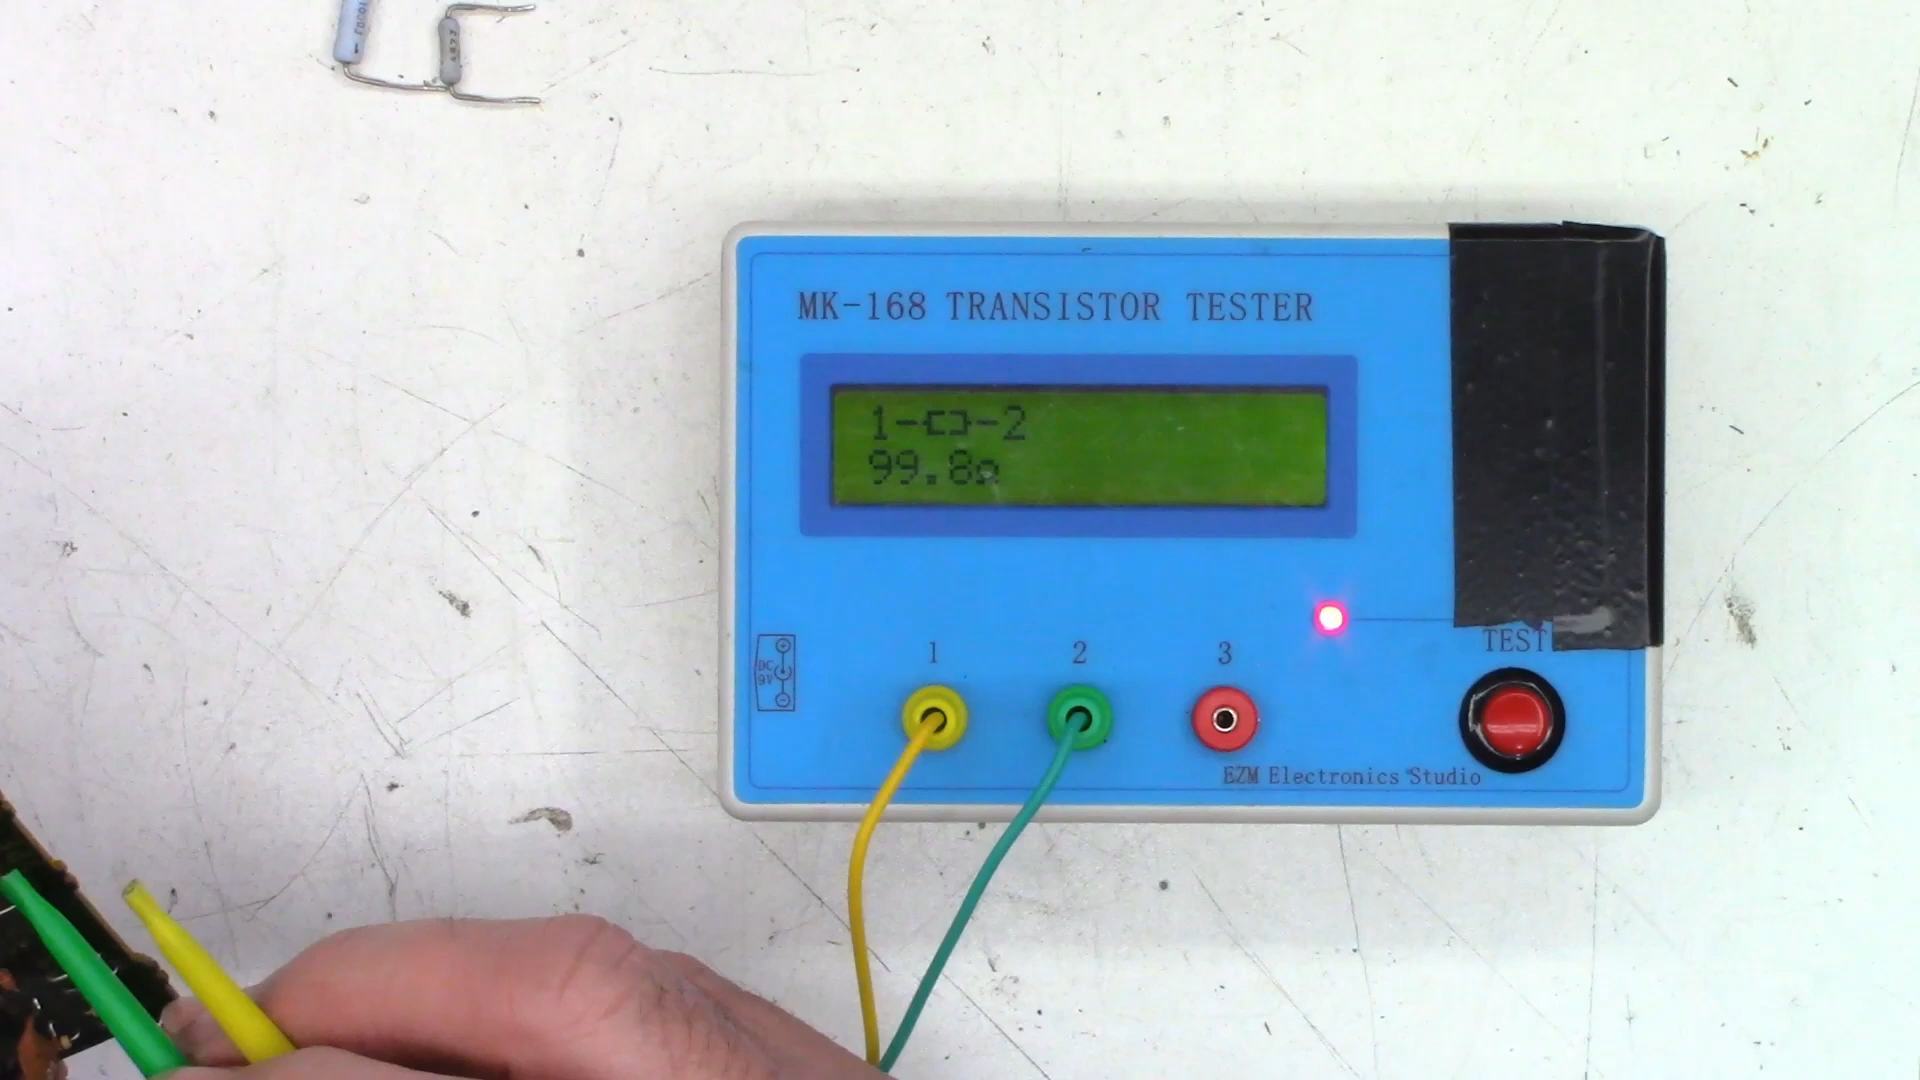 MK-168 TRANSISTOR TESTER
1-[]-2
99.8Ω
TEST
1 2 3
DC
9V
EZM Electronics Studio